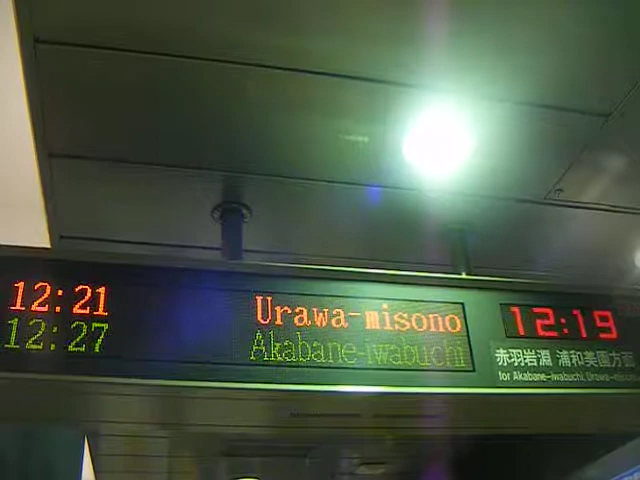 12:21 Urawa-misono
12:27 Akabane-iwabuchi
12:19
赤羽岩淵 浦和美園方面
for Akabane-iwabuchi, Urawa-misono